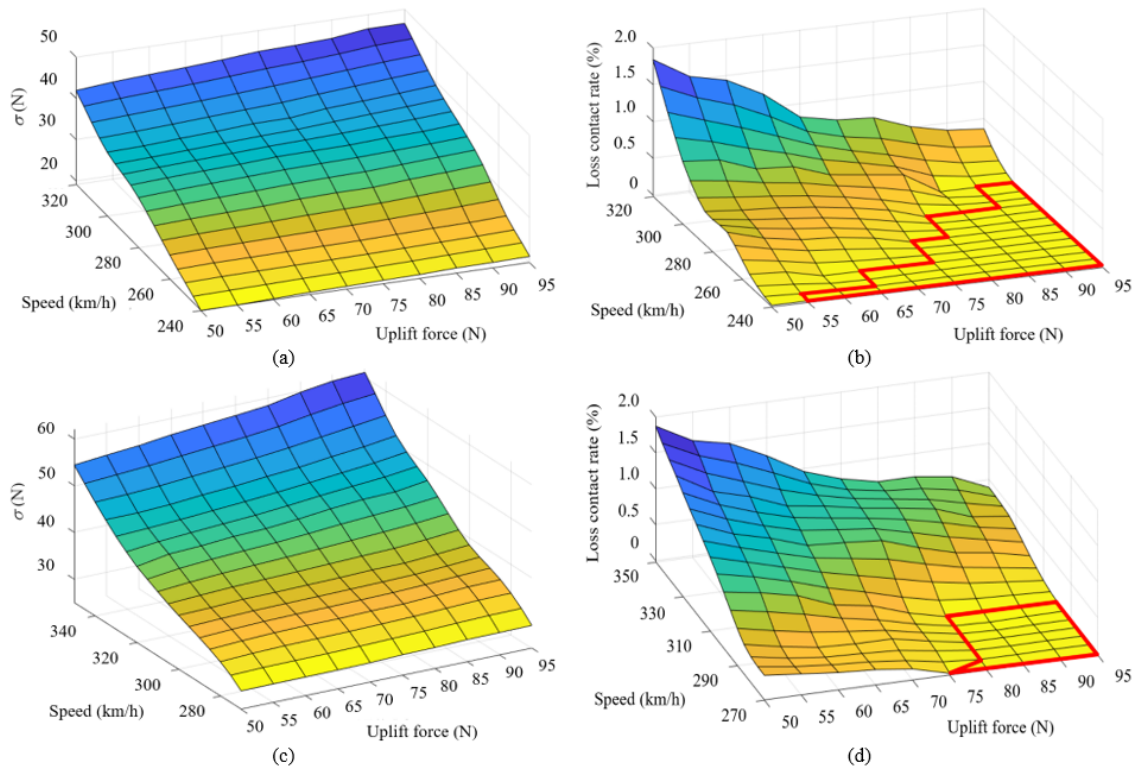 50
40
30
20
σ (N)
320
300
280
260
240
Speed (km/h)
50 55 60 65 70 75 80 85 90 95
Uplift force (N)
(a)
2.0
1.5
1.0
0.5
0
Loss contact rate (%)
320
300
280
260
240
Speed (km/h)
50 55 60 65 70 75 80 85 90 95
Uplift force (N)
(b)
60
50
40
30
σ (N)
340
320
300
280
Speed (km/h)
50 55 60 65 70 75 80 85 90 95
Uplift force (N)
(c)
2.0
1.5
1.0
0.5
0
Loss contact rate (%)
350
330
310
290
270
Speed (km/h)
50 55 60 65 70 75 80 85 90 95
Uplift force (N)
(d)